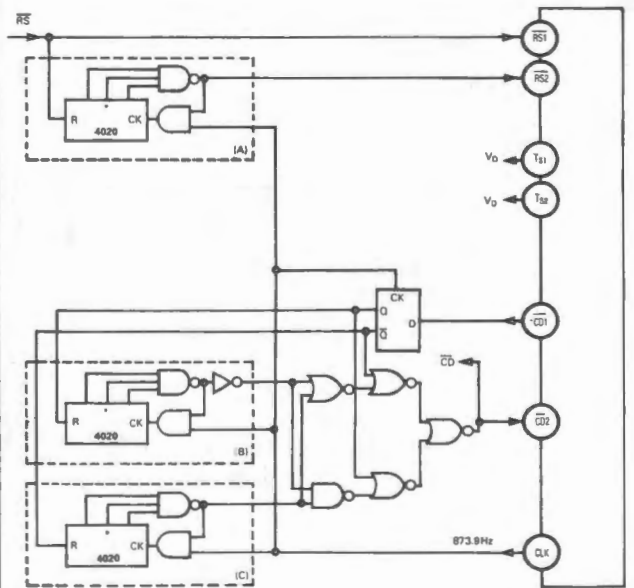 RS
RS1
RS2
R
CK
4020
(A)
VD
TS1
VD
TS2
CK
Q
D
Q
CD1
CD
CD2
R
CK
4020
(B)
R
CK
4020
(C)
873.9Hz
CLK